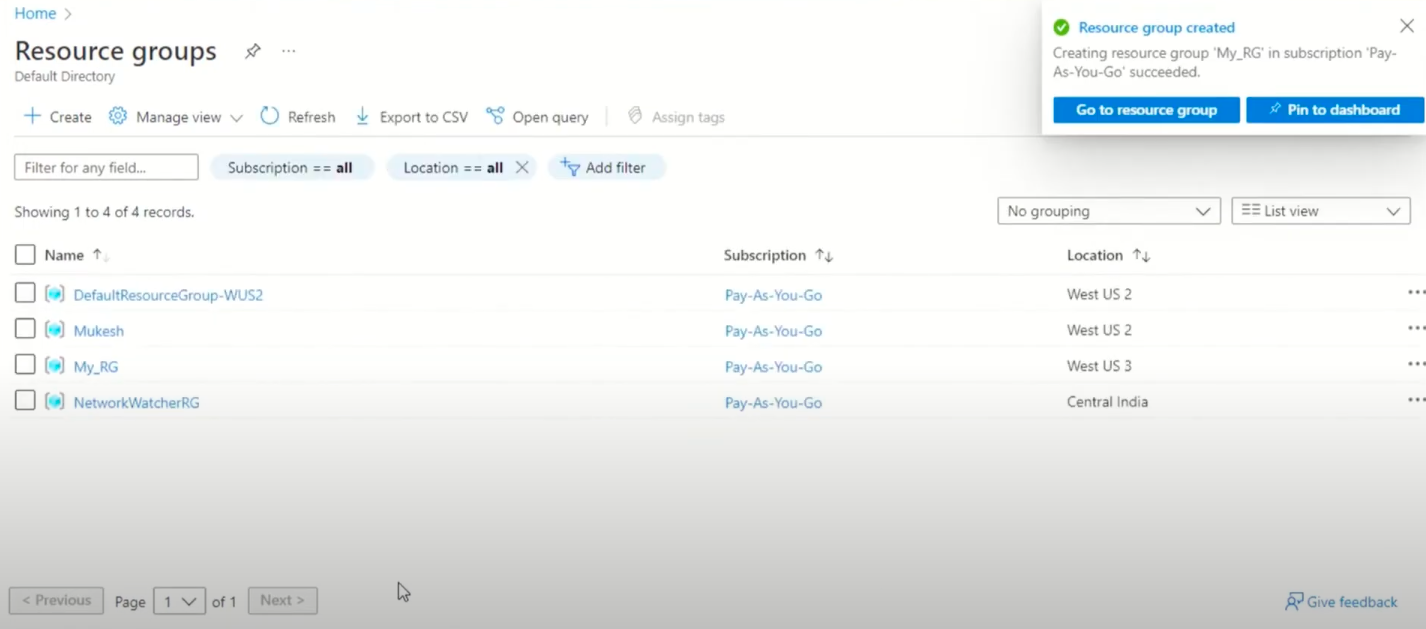 Home >
Resource groups ...
Default Directory
Resource group created
Creating resource group 'My_RG' in subscription 'Pay-
As-You-Go' succeeded.
Go to resource group Pin to dashboard
Create Manage view Refresh Export to CSV Open query Assign tags
Filter for any field... Subscription == all Location == all Add filter
Showing 1 to 4 of 4 records.
No grouping List view
Name Subscription Location
DefaultResourceGroup-WUS2 Pay-As-You-Go West US 2
Mukesh Pay-As-You-Go West US 2
My_RG Pay-As-You-Go West US 3
NetworkWatcherRG Pay-As-You-Go Central India
< Previous Page 1 of 1 Next >
Give feedback